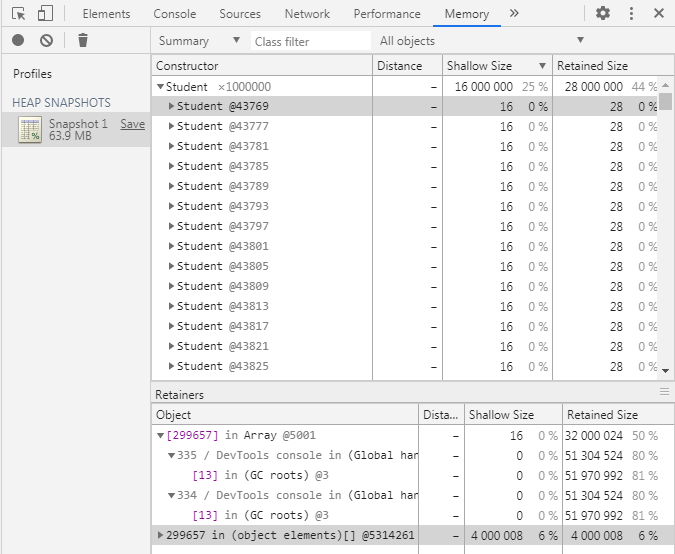 Elements Console Sources Network Performance Memory »
Summary ▼ Class filter All objects ▼
Profiles
HEAP SNAPSHOTS
Snapshot 1 Save
63.9 MB
Constructor Distance Shallow Size ▼ Retained Size
▼Student ×1000000 – 16 000 000 25 % 28 000 000 44 %
▶Student @43769 – 16 0 % 28 0 %
▶Student @43777 – 16 0 % 28 0 %
▶Student @43781 – 16 0 % 28 0 %
▶Student @43785 – 16 0 % 28 0 %
▶Student @43789 – 16 0 % 28 0 %
▶Student @43793 – 16 0 % 28 0 %
▶Student @43797 – 16 0 % 28 0 %
▶Student @43801 – 16 0 % 28 0 %
▶Student @43805 – 16 0 % 28 0 %
▶Student @43809 – 16 0 % 28 0 %
▶Student @43813 – 16 0 % 28 0 %
▶Student @43817 – 16 0 % 28 0 %
▶Student @43821 – 16 0 % 28 0 %
▶Student @43825 – 16 0 % 28 0 %
Retainers
Object Dista... Shallow Size Retained Size
▼[299657] in Array @5001 – 16 0 % 32 000 024 50 %
▼335 / DevTools console in (Global han – 0 0 % 51 304 524 80 %
[13] in (GC roots) @3 – 0 0 % 51 970 992 81 %
▼334 / DevTools console in (Global han – 0 0 % 51 304 524 80 %
[13] in (GC roots) @3 – 0 0 % 51 970 992 81 %
▶299657 in (object elements)[] @5314261 – 4 000 008 6 % 4 000 008 6 %